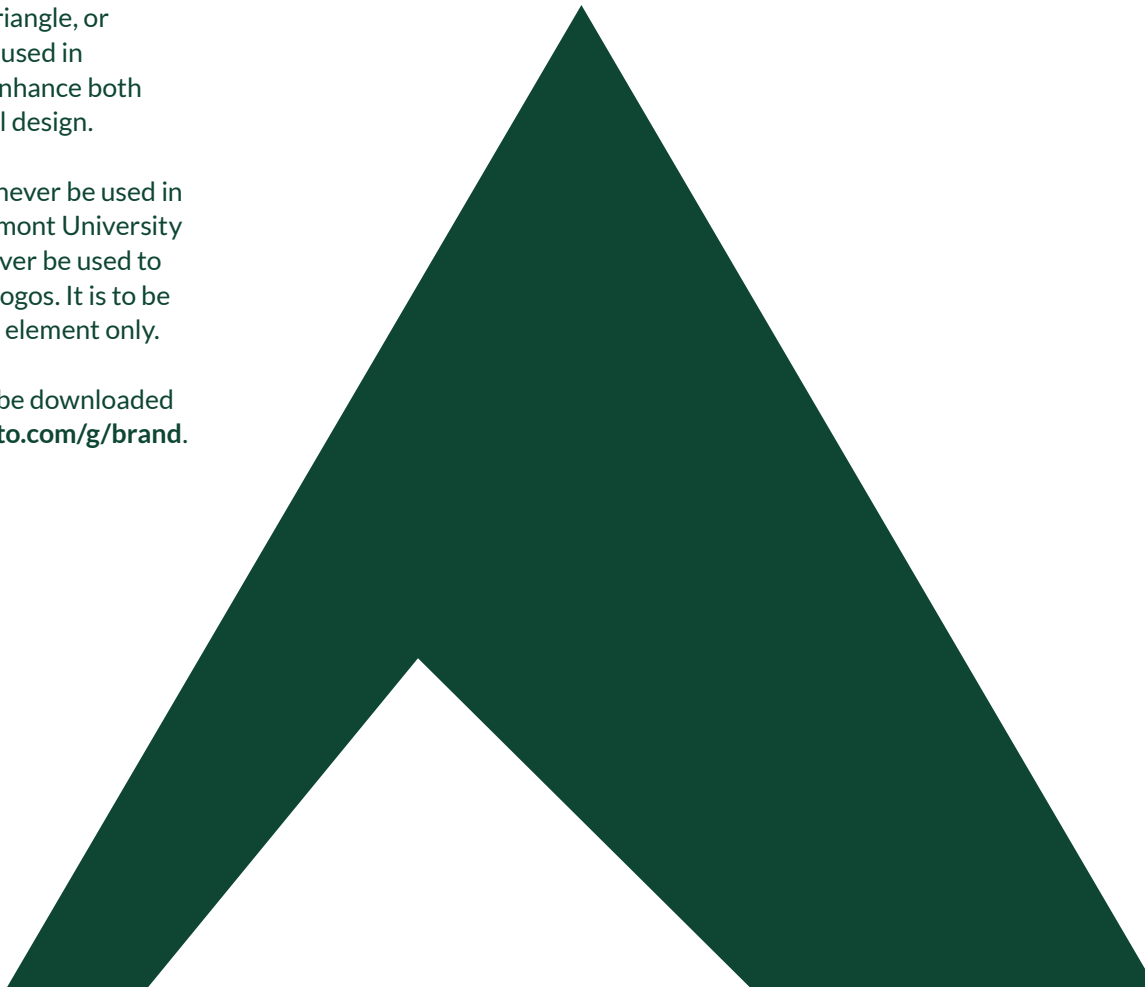 riangle, or
used in
nhance both
l design.
never be used in
mont University
ver be used to
ogos. It is to be
element only.
be downloaded
to.com/g/brand.